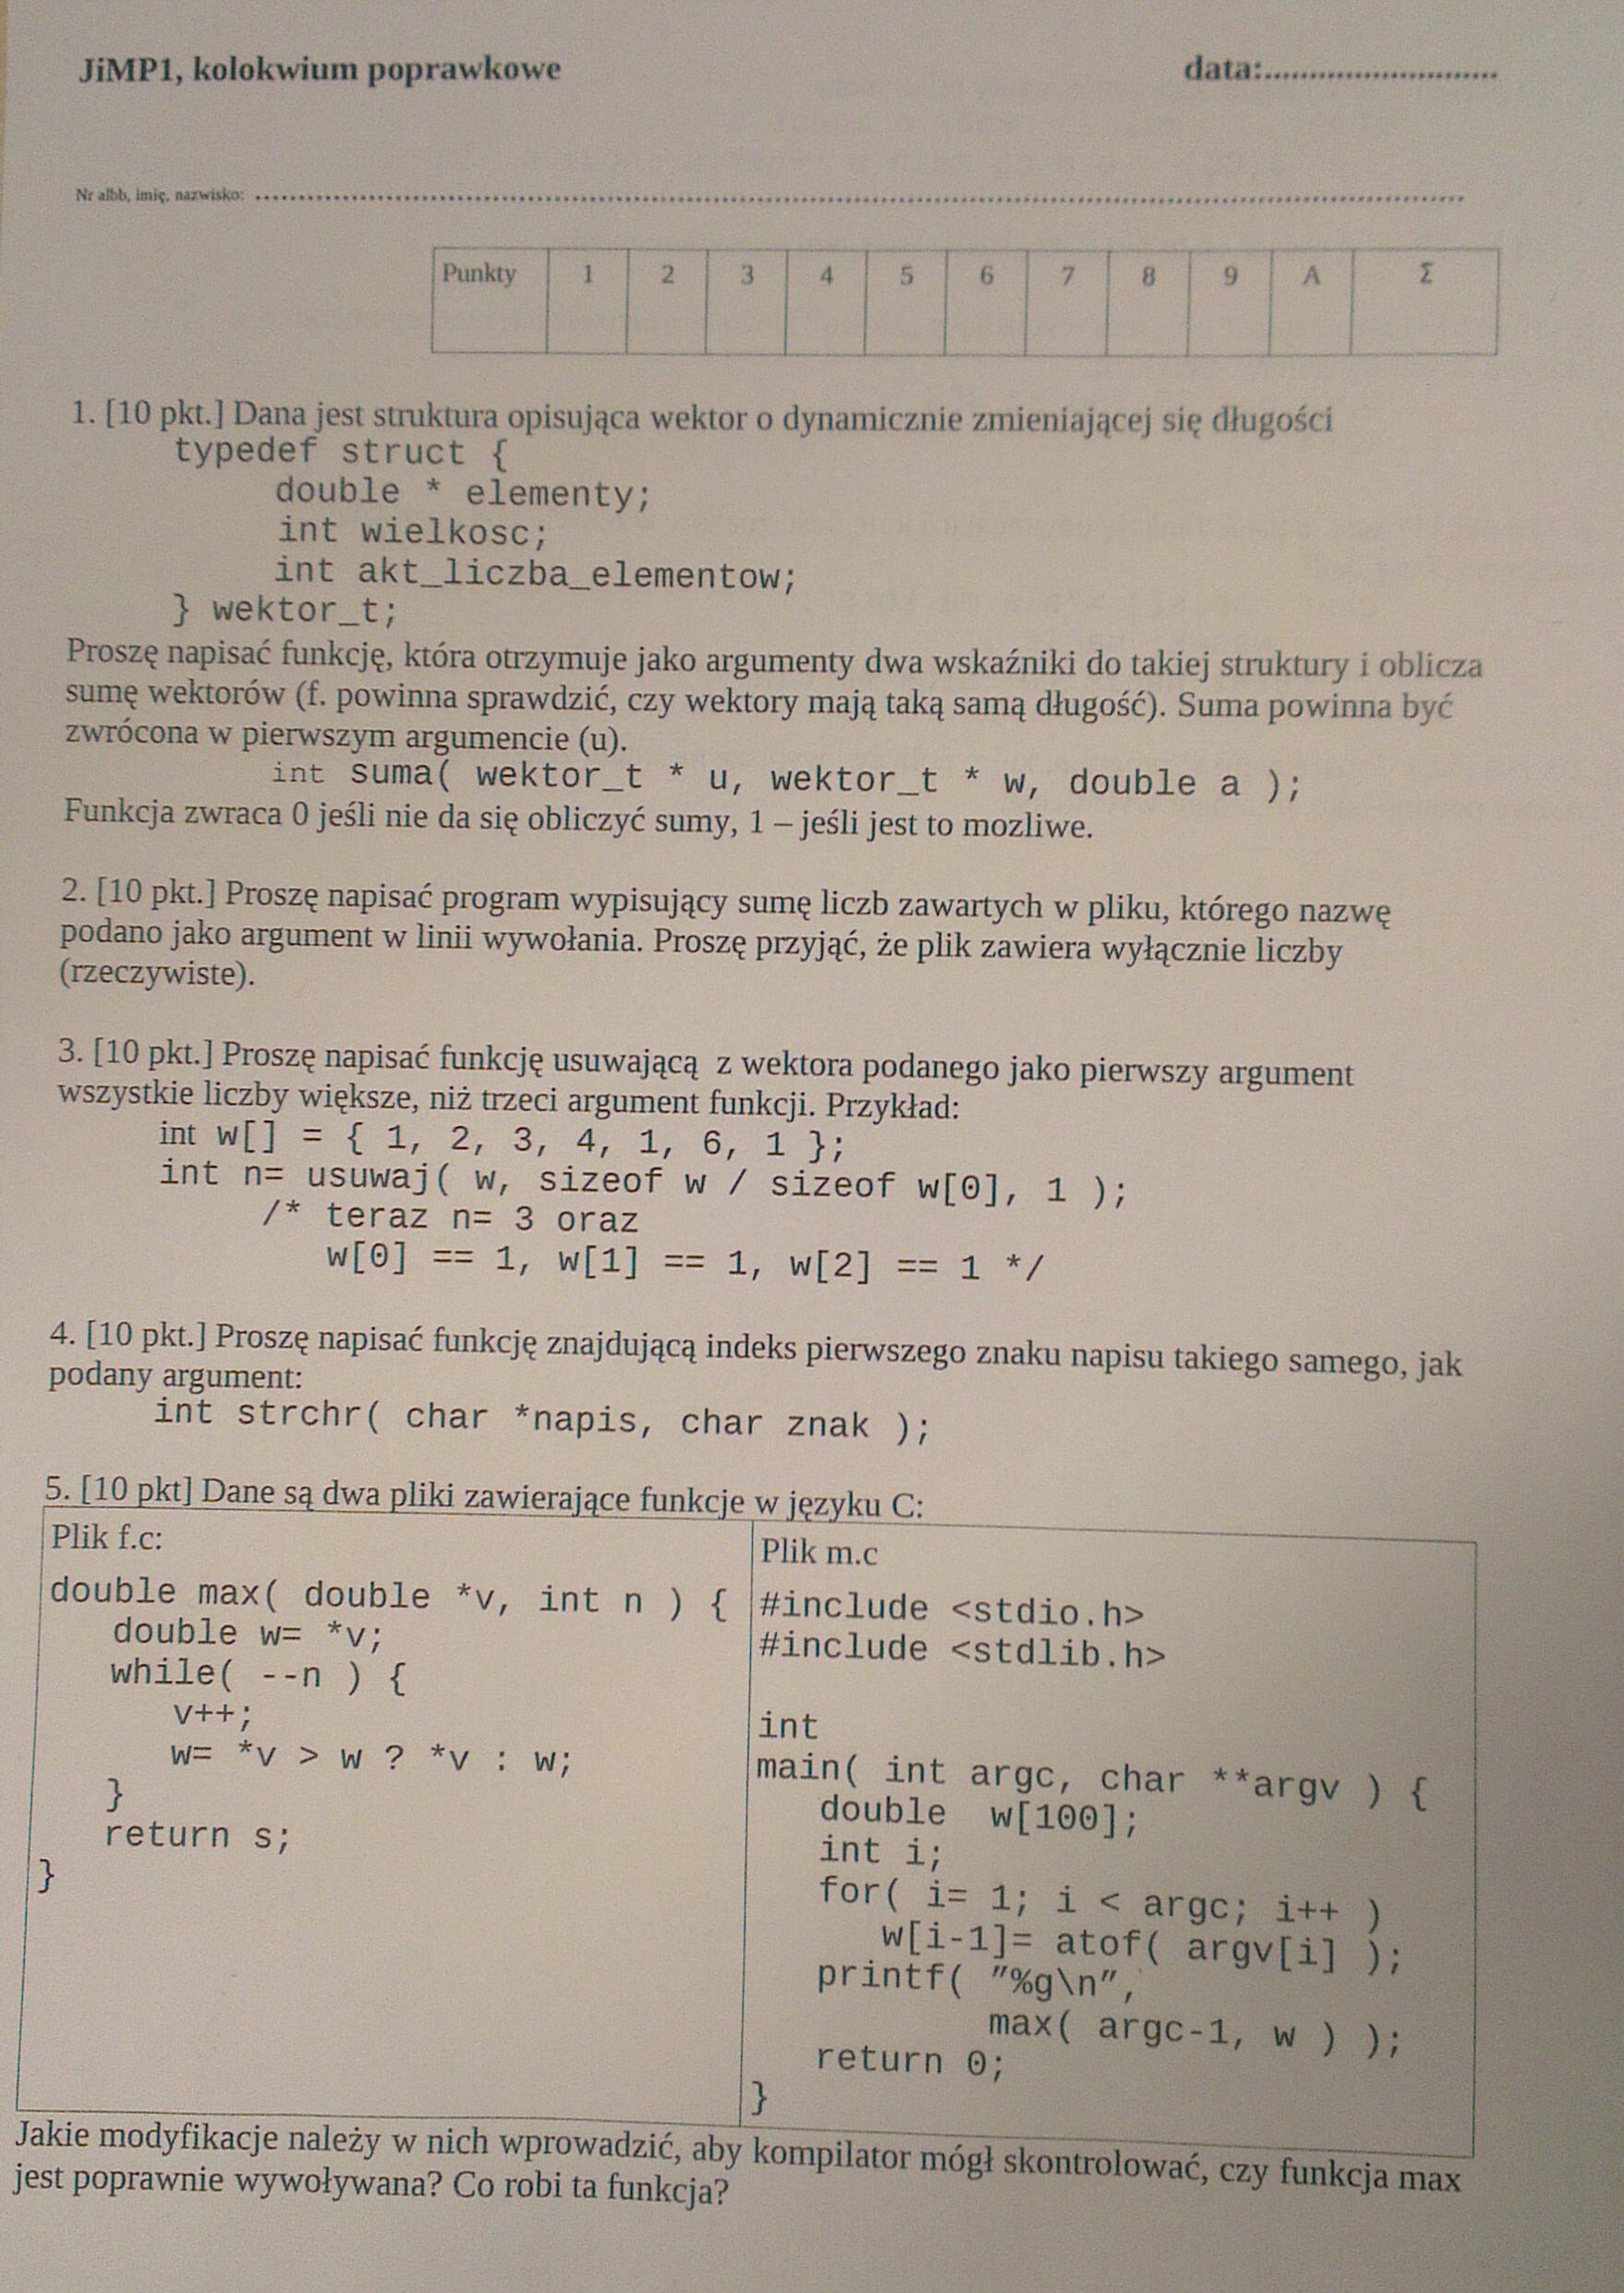 JiMP1, kolokwium poprawkowe data:..........................
Nr albb, imię, nazwisko: ........................................................................................................................................
Punkty 1 2 3 4 5 6 7 8 9 A Σ
1. [10 pkt.] Dana jest struktura opisująca wektor o dynamicznie zmieniającej się długości
typedef struct {
double * elementy;
int wielkosc;
int akt_liczba_elementow;
} wektor_t;
Proszę napisać funkcję, która otrzymuje jako argumenty dwa wskaźniki do takiej struktury i oblicza
sumę wektorów (f. powinna sprawdzić, czy wektory mają taką samą długość). Suma powinna być
zwrócona w pierwszym argumencie (u).
int suma( wektor_t * u, wektor_t * w, double a );
Funkcja zwraca 0 jeśli nie da się obliczyć sumy, 1 – jeśli jest to mozliwe.
2. [10 pkt.] Proszę napisać program wypisujący sumę liczb zawartych w pliku, którego nazwę
podano jako argument w linii wywołania. Proszę przyjąć, że plik zawiera wyłącznie liczby
(rzeczywiste).
3. [10 pkt.] Proszę napisać funkcję usuwającą z wektora podanego jako pierwszy argument
wszystkie liczby większe, niż trzeci argument funkcji. Przykład:
int w[] = { 1, 2, 3, 4, 1, 6, 1 };
int n= usuwaj( w, sizeof w / sizeof w[0], 1 );
/* teraz n= 3 oraz
w[0] == 1, w[1] == 1, w[2] == 1 */
4. [10 pkt.] Proszę napisać funkcję znajdującą indeks pierwszego znaku napisu takiego samego, jak
podany argument:
int strchr( char *napis, char znak );
5. [10 pkt] Dane są dwa pliki zawierające funkcje w języku C:
Plik f.c:
double max( double *v, int n ) {
double w= *v;
while( --n ) {
v++;
w= *v > w ? *v : w;
}
return s;
}
Plik m.c
#include <stdio.h>
#include <stdlib.h>
int
main( int argc, char **argv ) {
double w[100];
int i;
for( i= 1; i < argc; i++ )
w[i-1]= atof( argv[i] );
printf( "%g\n",
max( argc-1, w ) );
return 0;
}
Jakie modyfikacje należy w nich wprowadzić, aby kompilator mógł skontrolować, czy funkcja max
jest poprawnie wywoływana? Co robi ta funkcja?